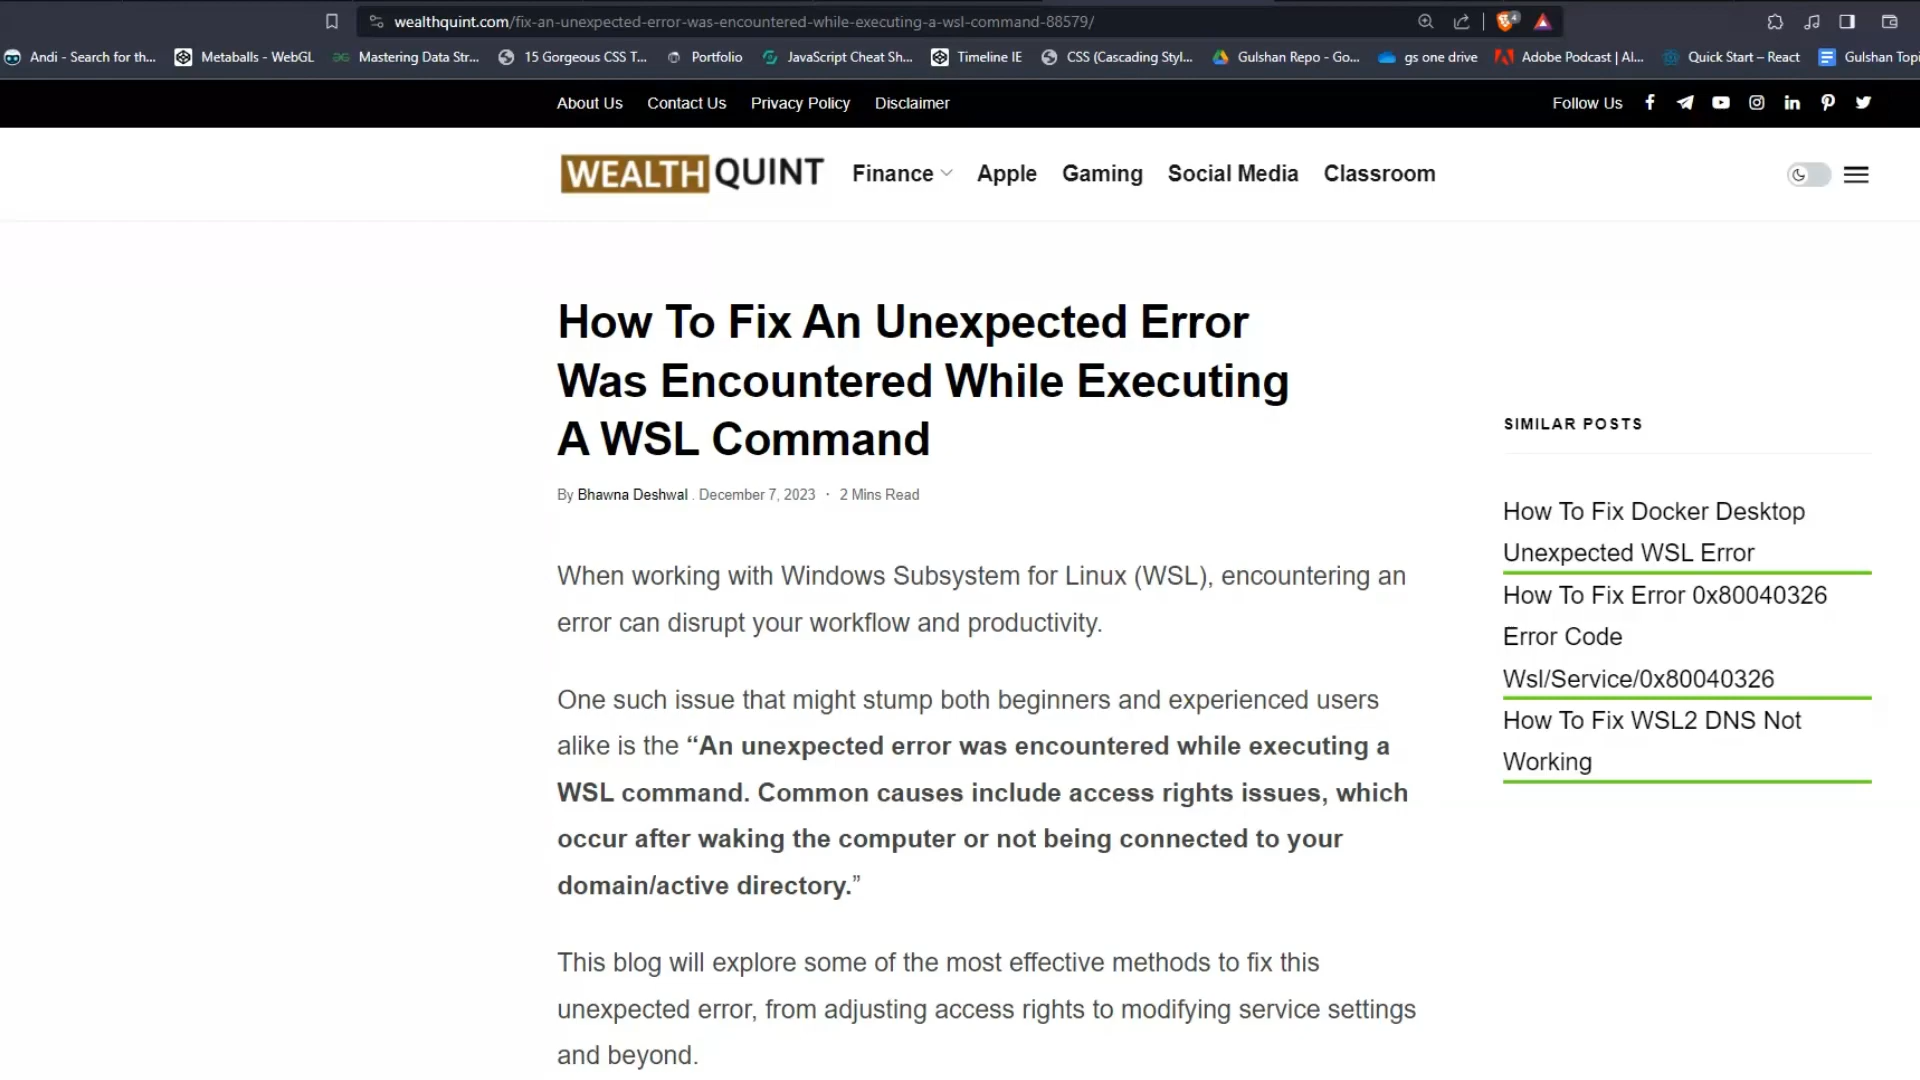 wealthquint.com/fix-an-unexpected-error-was-encountered-while-executing-a-wsl-command-88579/
4
Andi - Search for th... Metaballs - WebGL Mastering Data Str... 15 Gorgeous CSS T... Portfolio JavaScript Cheat Sh... Timeline IE CSS (Cascading Styl... Gulshan Repo - Go... gs one drive Adobe Podcast | AI... Quick Start – React Gulshan Topi
About Us Contact Us Privacy Policy Disclaimer Follow Us
WEALTH QUINT Finance Apple Gaming Social Media Classroom
How To Fix An Unexpected Error
Was Encountered While Executing
A WSL Command
By Bhawna Deshwal . December 7, 2023 · 2 Mins Read
When working with Windows Subsystem for Linux (WSL), encountering an
error can disrupt your workflow and productivity.
One such issue that might stump both beginners and experienced users
alike is the “An unexpected error was encountered while executing a
WSL command. Common causes include access rights issues, which
occur after waking the computer or not being connected to your
domain/active directory.”
This blog will explore some of the most effective methods to fix this
unexpected error, from adjusting access rights to modifying service settings
and beyond.
SIMILAR POSTS
How To Fix Docker Desktop
Unexpected WSL Error
How To Fix Error 0x80040326
Error Code
Wsl/Service/0x80040326
How To Fix WSL2 DNS Not
Working